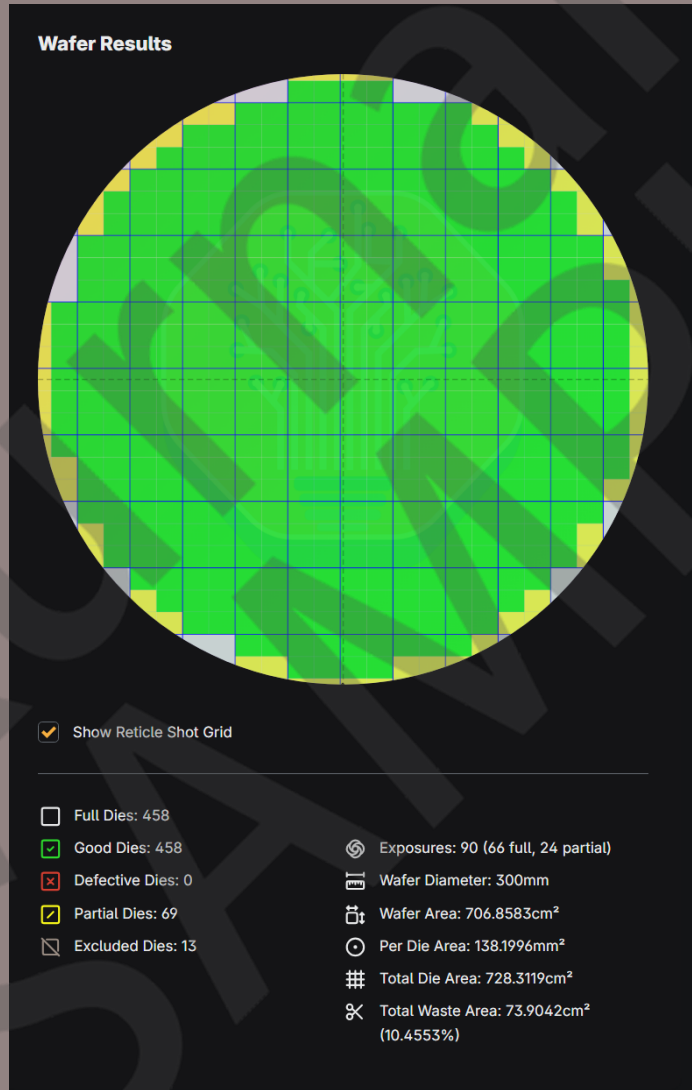 Wafer Results
Show Reticle Shot Grid
Full Dies: 458
Good Dies: 458
Defective Dies: 0
Partial Dies: 69
Excluded Dies: 13
Exposures: 90 (66 full, 24 partial)
Wafer Diameter: 300mm
Wafer Area: 706.8583cm²
Per Die Area: 138.1996mm²
Total Die Area: 728.3119cm²
Total Waste Area: 73.9042cm²
(10.4553%)